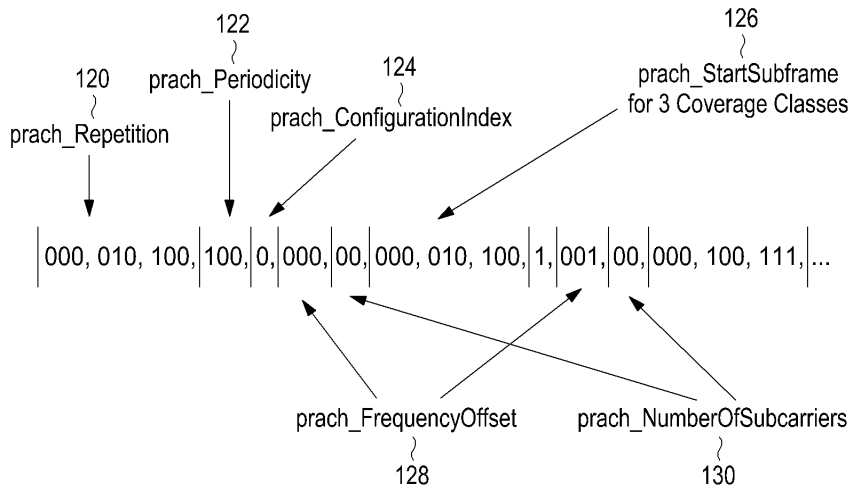 122
prach_Periodicity
126
prach_StartSubframe
for 3 Coverage Classes
120
prach_Repetition
124
prach_ConfigurationIndex
000, 010, 100, 100, 0, 000, 00, 000, 010, 100, 1, 001, 00, 000, 100, 111, ...
prach_FrequencyOffset
128
prach_NumberOfSubcarriers
130